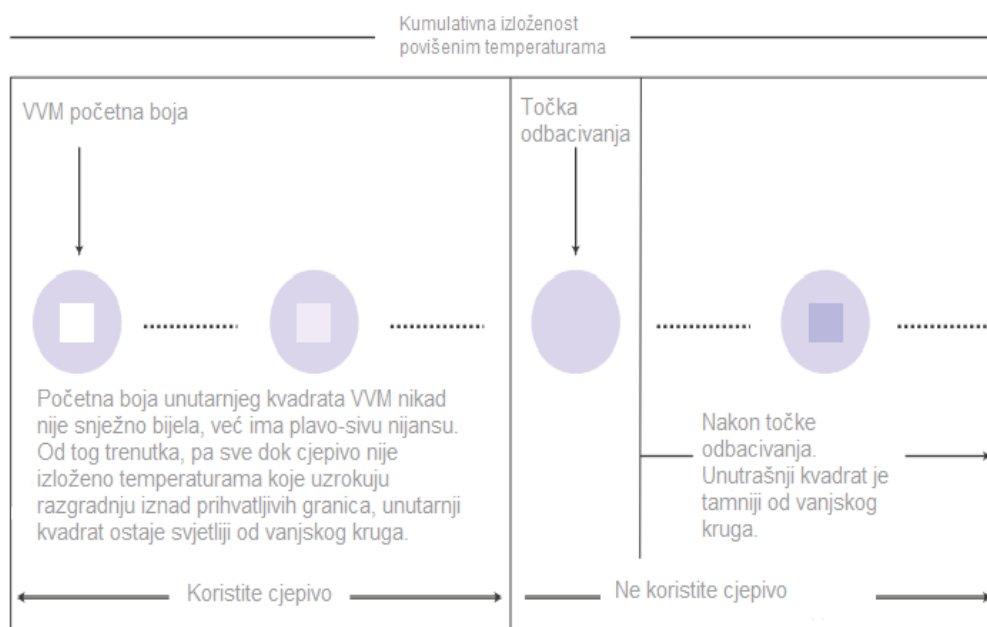 Kumulativna izloženost
povišenim temperaturama
VVM početna boja
Točka
odbacivanja
Početna boja unutarnjeg kvadrata VVM nikad
nije snježno bijela, već ima plavo-sivu nijansu.
Od tog trenutka, pa sve dok cjepivo nije
izloženo temperaturama koje uzrokuju
razgradnju iznad prihvatljivih granica, unutarnji
kvadrat ostaje svjetliji od vanjskog kruga.
Nakon točke
odbacivanja.
Unutrašnji kvadrat je
tamniji od vanjskog
kruga.
Koristite cjepivo
Ne koristite cjepivo